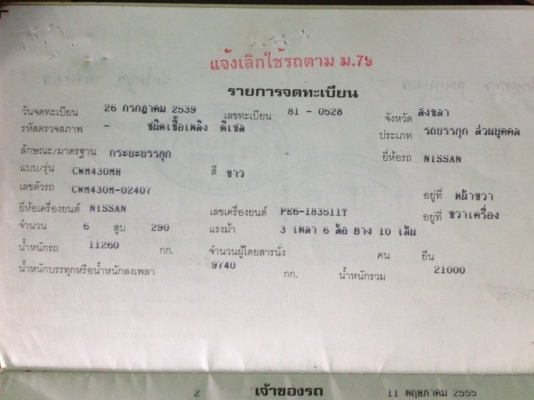 แจ้งเลิกใช้รถตาม ม.79
รายการจดทะเบียน
วันจดทะเบียน 26 กรกฎาคม 2539 เลขทะเบียน 81 - 0528 จังหวัด สงขลา
รหัสตรวจสภาพ - ชนิดเชื้อเพลิง ดีเซล ประเภท รถบรรทุก ส่วนบุคคล
ลักษณะ/มาตรฐาน กระบะบรรทุก ยี่ห้อรถ NISSAN
แบบ/รุ่น CWM430MH สี ขาว
เลขตัวรถ CWM430M-02407 อยู่ที่ หน้าขวา
ยี่ห้อเครื่องยนต์ NISSAN เลขเครื่องยนต์ PE6-183511T อยู่ที่ ขวาเครื่อง
จำนวน 6 สูบ 290 แรงม้า 3 เพลา 6 ล้อ ยาง 10 เส้น
น้ำหนักรถ 11260 กก. จำนวนผู้โดยสารนั่ง คน ยืน
น้ำหนักบรรทุกหรือน้ำหนักลงเพลา 9740 กก. น้ำหนักรวม 21000
2 เจ้าของรถ 11 พฤษภาคม 2555